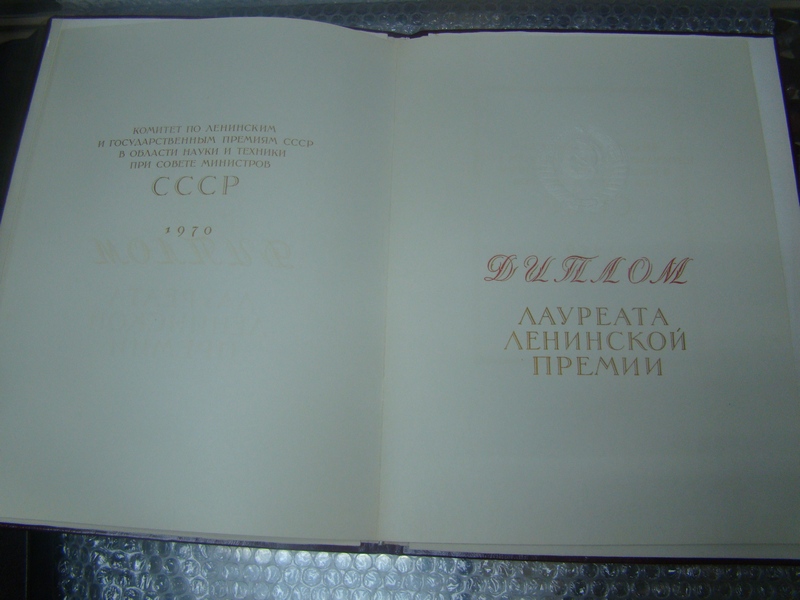 КОМИТЕТ ПО ЛЕНИНСКИМ
И ГОСУДАРСТВЕННЫМ ПРЕМИЯМ СССР
В ОБЛАСТИ НАУКИ И ТЕХНИКИ
ПРИ СОВЕТЕ МИНИСТРОВ
СССР
1970
ДИПЛОМ
ЛАУРЕАТА
ЛЕНИНСКОЙ
ПРЕМИИ